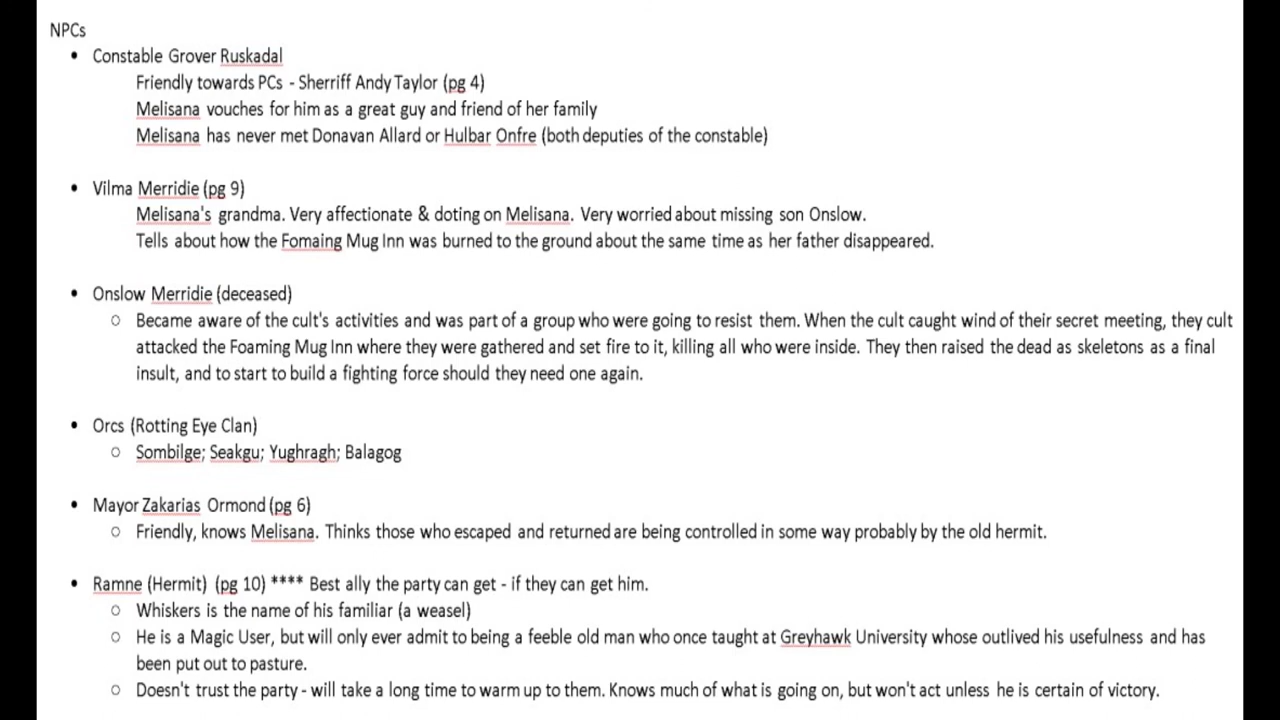 NPCs
• Constable Grover Ruskadal
Friendly towards PCs - Sherriff Andy Taylor (pg 4)
Melisana vouches for him as a great guy and friend of her family
Melisana has never met Donavan Allard or Hulbar Onfre (both deputies of the constable)
• Vilma Merridie (pg 9)
Melisana's grandma. Very affectionate & doting on Melisana. Very worried about missing son Onslow.
Tells about how the Fomaing Mug Inn was burned to the ground about the same time as her father disappeared.
• Onslow Merridie (deceased)
○ Became aware of the cult's activities and was part of a group who were going to resist them. When the cult caught wind of their secret meeting, they cult
attacked the Foaming Mug Inn where they were gathered and set fire to it, killing all who were inside. They then raised the dead as skeletons as a final
insult, and to start to build a fighting force should they need one again.
• Orcs (Rotting Eye Clan)
○ Sombilge; Seakgu; Yughragh; Balagog
• Mayor Zakarias Ormond (pg 6)
○ Friendly, knows Melisana. Thinks those who escaped and returned are being controlled in some way probably by the old hermit.
• Ramne (Hermit) (pg 10) **** Best ally the party can get - if they can get him.
○ Whiskers is the name of his familiar (a weasel)
○ He is a Magic User, but will only ever admit to being a feeble old man who once taught at Greyhawk University whose outlived his usefulness and has
been put out to pasture.
○ Doesn't trust the party - will take a long time to warm up to them. Knows much of what is going on, but won't act unless he is certain of victory.